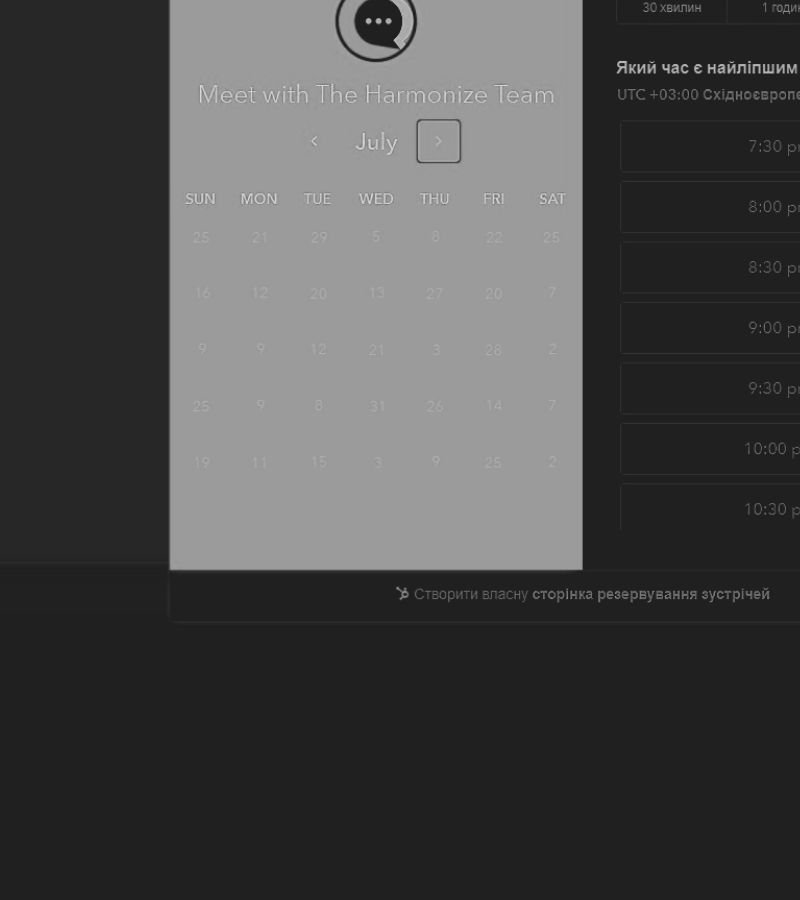 Meet with The Harmonize Team
July
SUN MON TUE WED THU FRI SAT
25 21 29 5 8 22 25
16 12 20 13 27 20 7
9 9 12 21 3 28 2
25 9 8 31 26 14 7
19 11 15 3 9 25 2
30 хвилин 1 годин
Який час є найліпшим
UTC +03:00 Східноєвропе
7:30 p
8:00 p
8:30 p
9:00 p
9:30 p
10:00 p
10:30 p
Створити власну сторінка резервування зустрічей